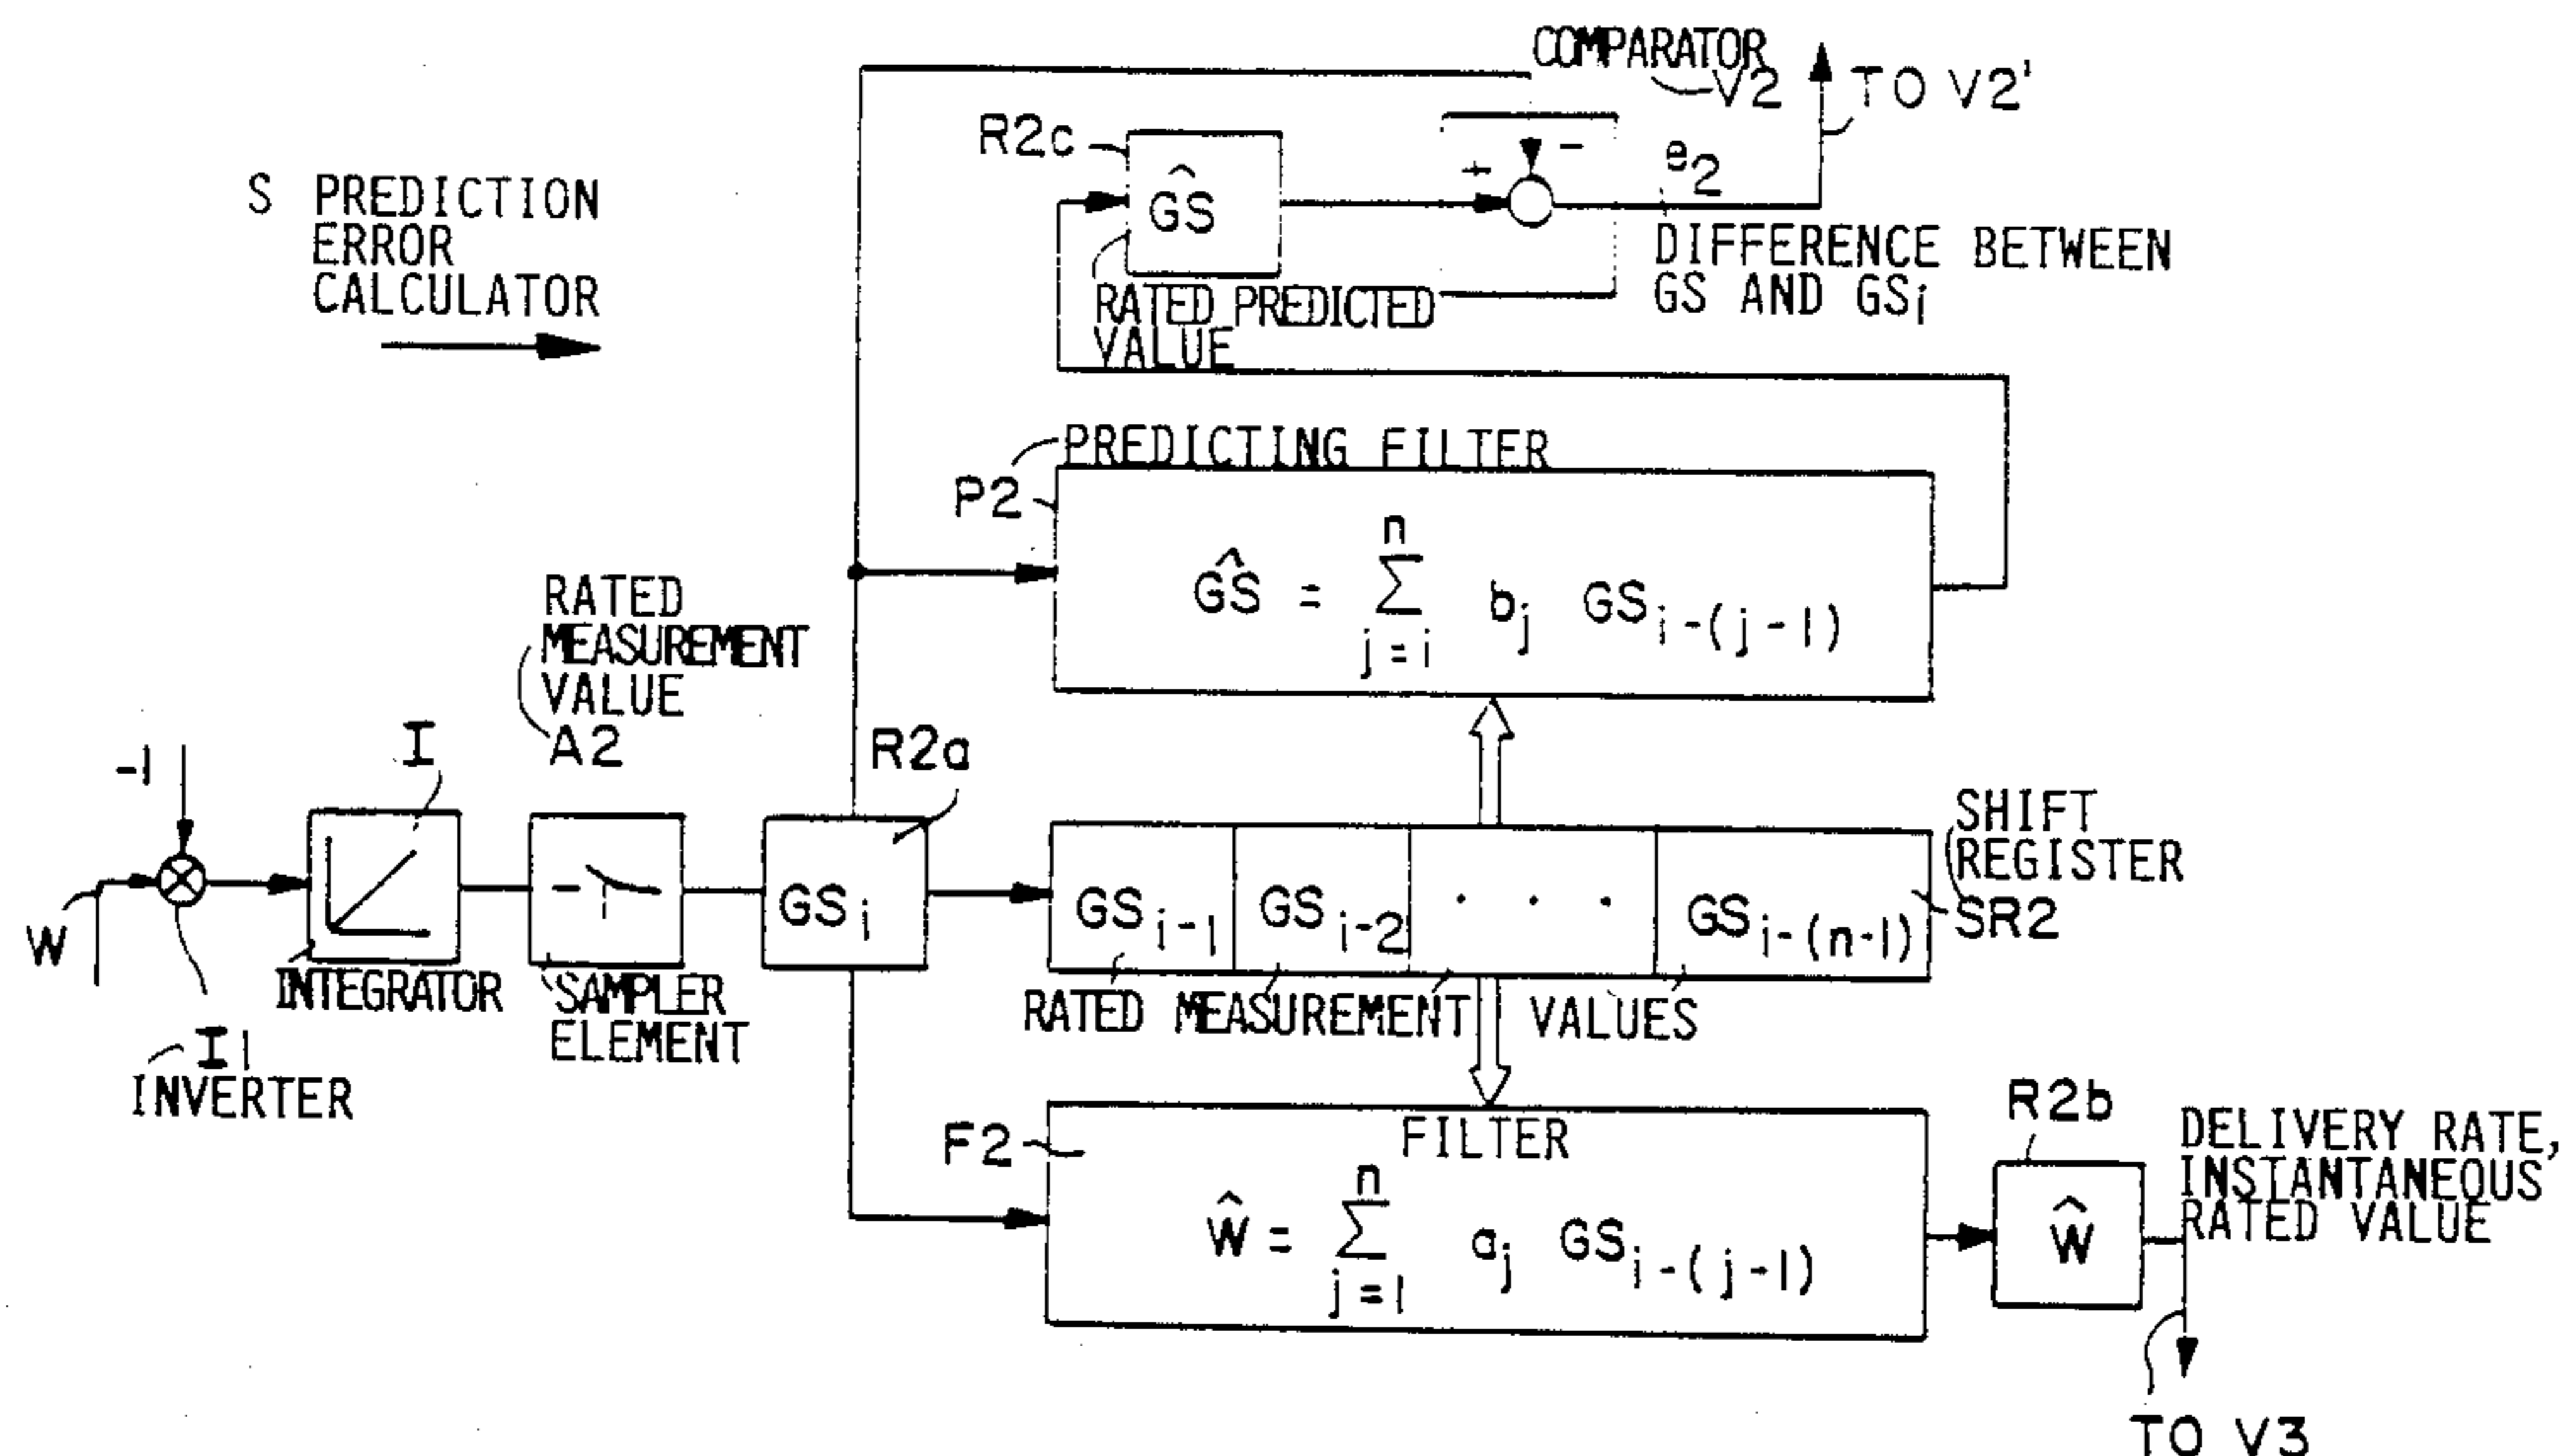 COMPARATOR
V2
TO V2'
R2c
ĜS
+
-
e2
S PREDICTION
ERROR
CALCULATOR
DIFFERENCE BETWEEN
GS AND GSi
RATED PREDICTED
VALUE
PREDICTING FILTER
P2
ĜS = n Σ j=i bj GSi-(j-1)
RATED
MEASUREMENT
VALUE
A2
I
R2a
-1
W
INTEGRATOR
SAMPLER
ELEMENT
I1
INVERTER
GSi
GSi-1
GSi-2
. . .
GSi-(n-1)
SHIFT
REGISTER
SR2
RATED MEASUREMENT VALUES
F2
FILTER
Ŵ = n Σ j=1 aj GSi-(j-1)
R2b
Ŵ
DELIVERY RATE,
INSTANTANEOUS
RATED VALUE
TO V3